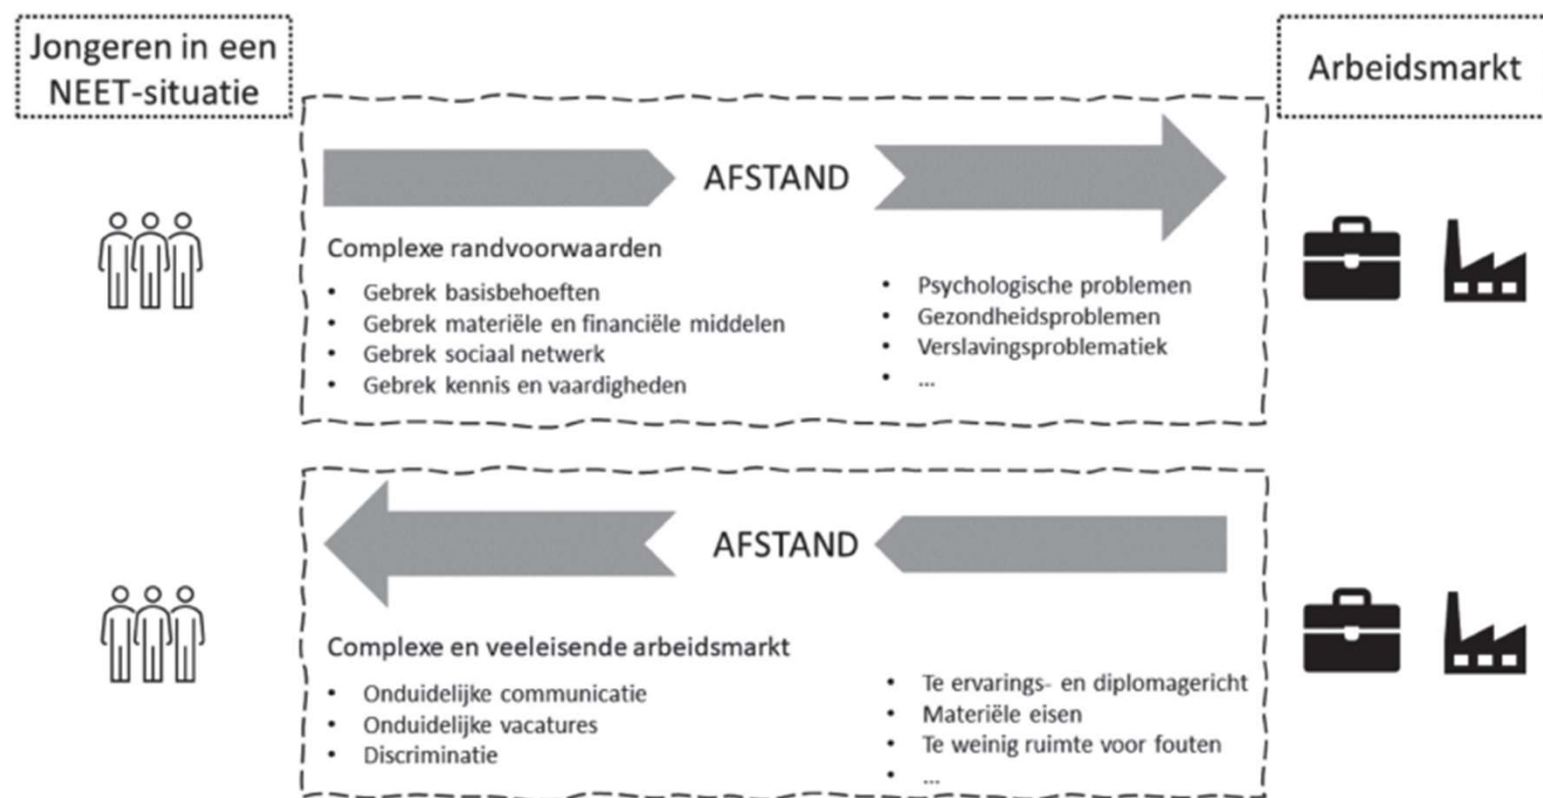 Jongeren in een
NEET-situatie
Arbeidsmarkt
AFSTAND
Complexe randvoorwaarden
• Gebrek basisbehoeften
• Gebrek materiële en financiële middelen
• Gebrek sociaal netwerk
• Gebrek kennis en vaardigheden
• Psychologische problemen
• Gezondheidsproblemen
• Verslavingsproblematiek
• ...
AFSTAND
Complexe en veeleisende arbeidsmarkt
• Onduidelijke communicatie
• Onduidelijke vacatures
• Discriminatie
• Te ervarings- en diplomagericht
• Materiële eisen
• Te weinig ruimte voor fouten
• ...